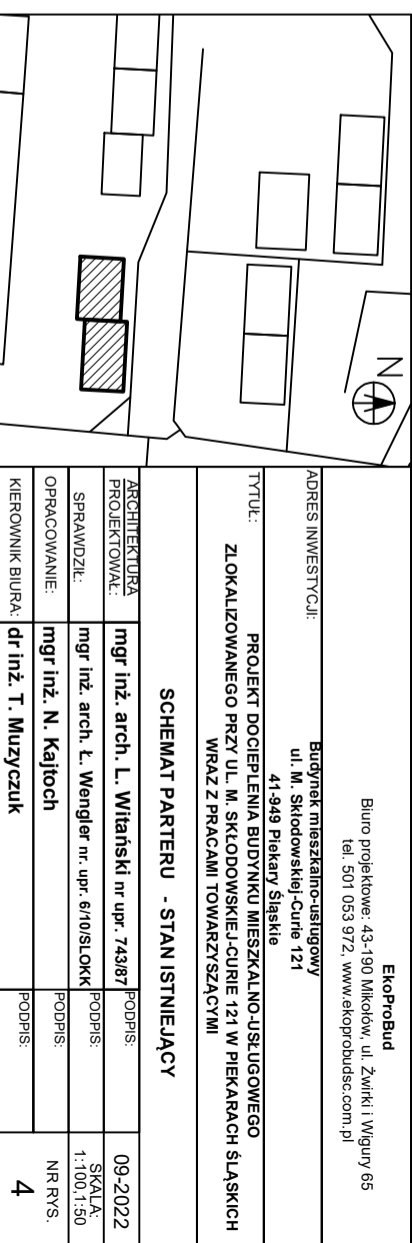 N
EkoProBud
Biuro projektowe: 43-190 Mikołów, ul. Żwirki i Wigury 65
tel. 501 053 972, www.ekoprobudsc.com.pl
ADRES INWESTYCJI:
Budynek mieszkalno-usługowy
ul. M. Skłodowskiej-Curie 121
41-949 Piekary Śląskie
TYTUŁ:
PROJEKT DOCIEPLENIA BUDYNKU MIESZKALNO-USŁUGOWEGO
ZLOKALIZOWANEGO PRZY UL. M. SKŁODOWSKIEJ-CURIE 121 W PIEKARACH ŚLĄSKICH
WRAZ Z PRACAMI TOWARZYSZĄCYMI
SCHEMAT PARTERU - STAN ISTNIEJĄCY
ARCHITEKTURA
PROJEKTOWAŁ: mgr inż. arch. L. Witański nr upr. 743/87 PODPIS: 09-2022
SPRAWDZIŁ: mgr inż. arch. Ł. Wengler nr. upr. 6/10/SLOKK PODPIS: SKALA:
1:100,1:50
OPRACOWANIE: mgr inż. N. Kajtoch PODPIS: NR RYS.
KIEROWNIK BIURA: dr inż. T. Muzyczuk PODPIS: 4